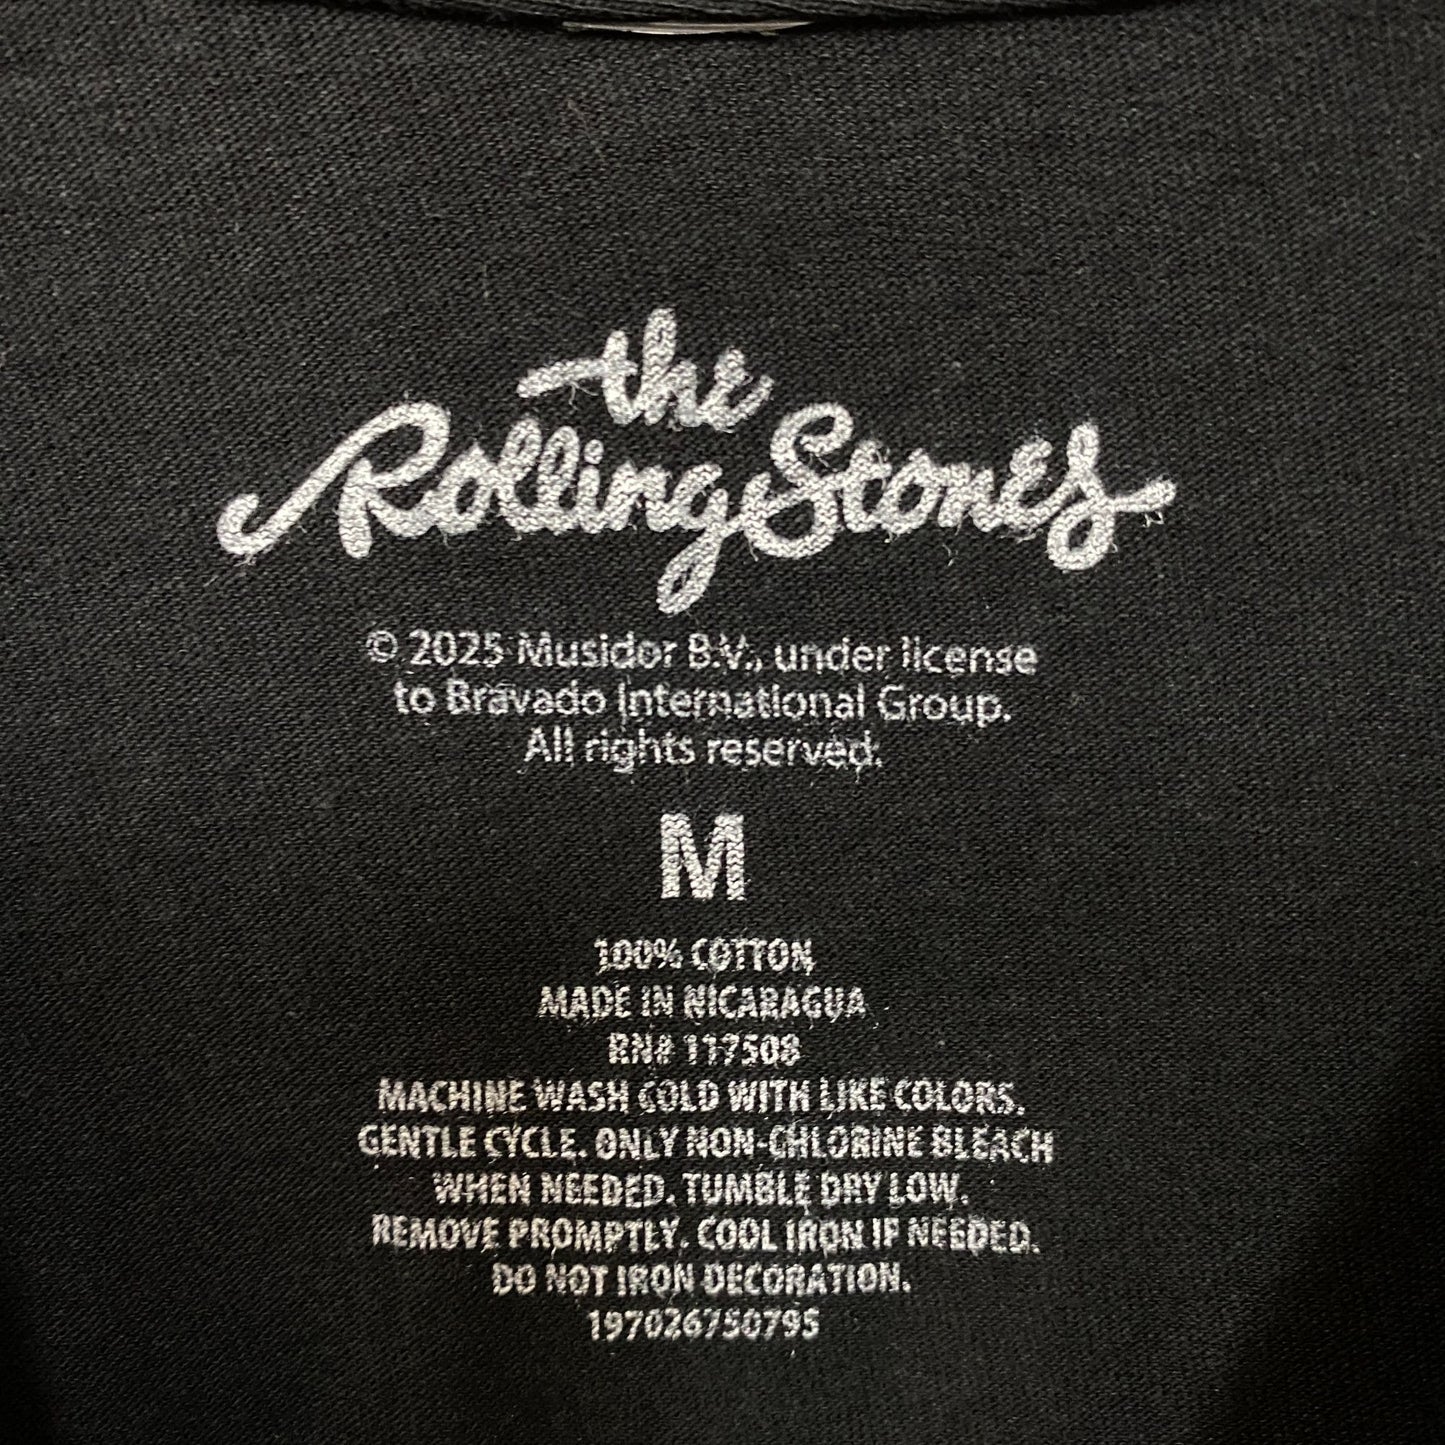 the
Rolling Stones
© 2025 Musidor B.V., under license
to Bravado International Group.
All rights reserved.
M
100% COTTON
MADE IN NICARAGUA
RN# 117508
MACHINE WASH COLD WITH LIKE COLORS.
GENTLE CYCLE. ONLY NON-CHLORINE BLEACH
WHEN NEEDED. TUMBLE DRY LOW.
REMOVE PROMPTLY. COOL IRON IF NEEDED.
DO NOT IRON DECORATION.
197026750795